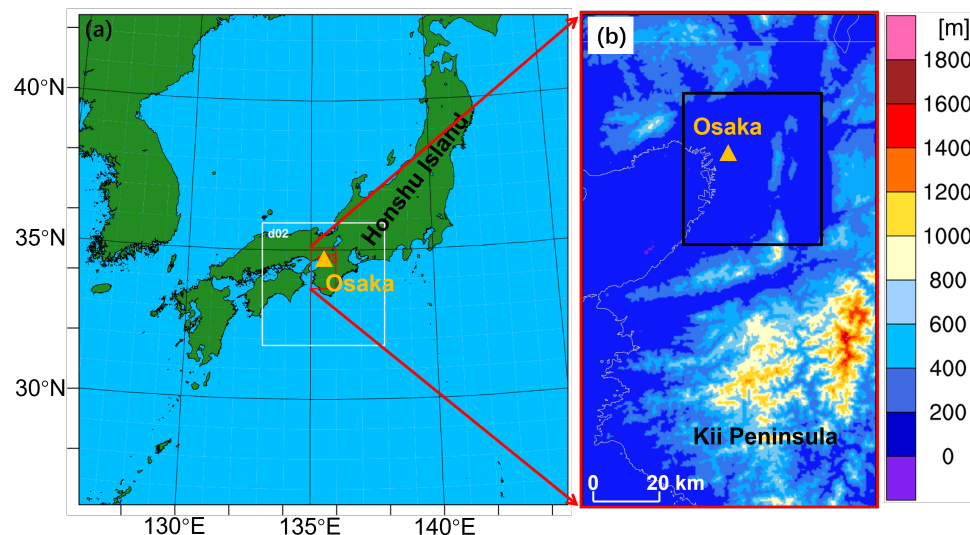 (a)
40°N
35°N
30°N
130°E
135°E
140°E
Honshu Island
d02
Osaka
(b)
Osaka
Kii Peninsula
0
20 km
[m]
1800
1600
1400
1200
1000
800
600
400
200
0